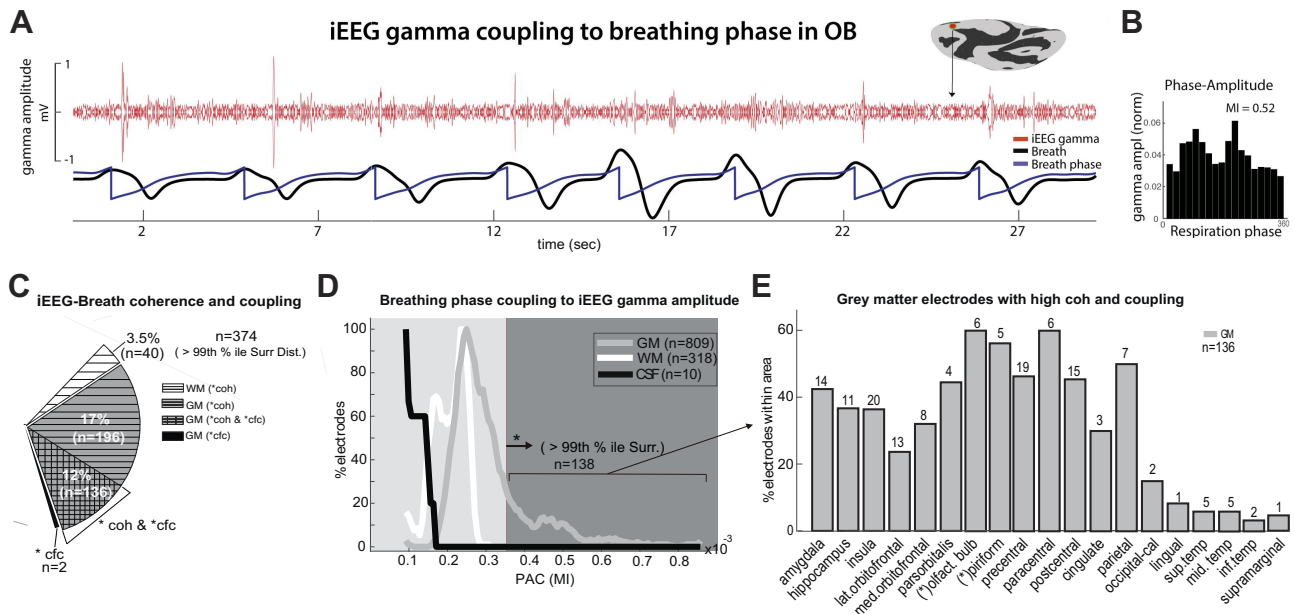 A
iEEG gamma coupling to breathing phase in OB
gamma amplitude
mV
1
-1
iEEG gamma
Breath
Breath phase
2
7
12
17
22
27
time (sec)
B
Phase-Amplitude
MI = 0.52
gamma ampl (norm)
0.06
0.04
0.02
0
0
360
Respiration phase
C
iEEG-Breath coherence and coupling
3.5%
(n=40)
n=374
( > 99th % ile Surr Dist.)
WM (*coh)
GM (*coh)
GM (*coh & *cfc)
GM (*cfc)
17%
(n=196)
12%
(n=136)
* coh & *cfc
* cfc
n=2
D
Breathing phase coupling to iEEG gamma amplitude
%electrodes
100
80
60
40
20
0
GM (n=809)
WM (n=318)
CSF (n=10)
*
( > 99th % ile Surr.)
n=138
0.1
0.2
0.3
0.4
0.5
0.6
0.7
0.8
x10⁻³
PAC (MI)
E
Grey matter electrodes with high coh and coupling
GM
n=136
%electrodes within area
60
40
20
0
14
11
20
13
8
4
6
5
19
6
15
3
7
2
1
5
5
2
1
amygdala
hippocampus
insula
lat.orbitofrontal
med.orbitofrontal
parsorbitalis
(*)olfact. bulb
(*)piriform
precentral
paracentral
postcentral
cingulate
parietal
occipital-cal
lingual
sup.temp
mid. temp
inf.temp
supramarginal